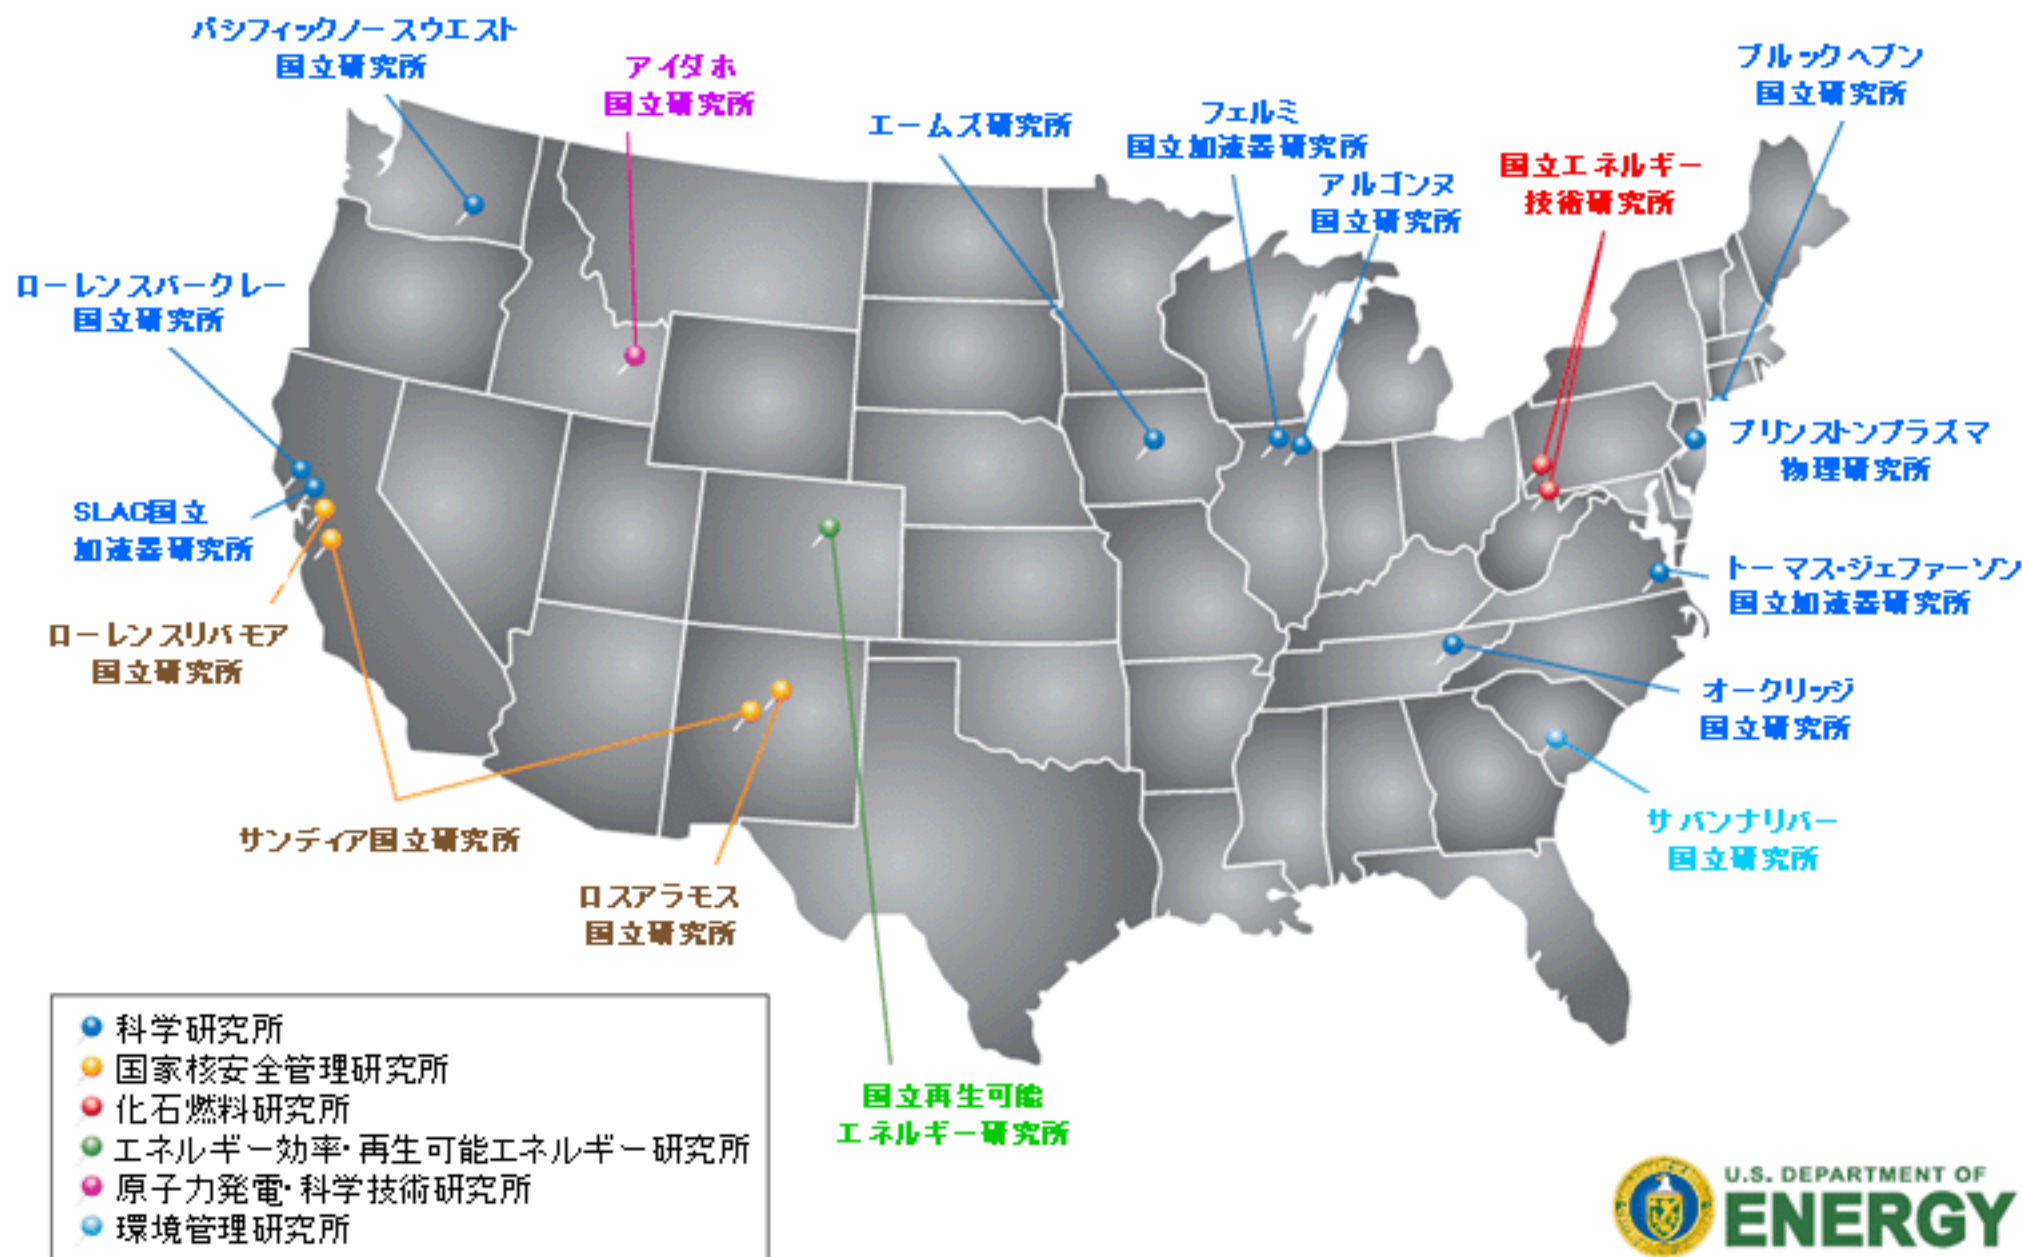 パシフィックノースウエスト
国立研究所
アイダホ
国立研究所
エームズ研究所
フェルミ
国立加速器研究所
アルゴンヌ
国立研究所
国立エネルギー
技術研究所
ブルックヘブン
国立研究所
ローレンスバークレー
国立研究所
SLAC国立
加速器研究所
ローレンスリバモア
国立研究所
サンディア国立研究所
ロスアラモス
国立研究所
国立再生可能
エネルギー研究所
プリンストンプラズマ
物理研究所
トーマス・ジェファーソン
国立加速器研究所
オークリッジ
国立研究所
サバンナリバー
国立研究所
科学研究所
国家核安全管理研究所
化石燃料研究所
エネルギー効率・再生可能エネルギー研究所
原子力発電・科学技術研究所
環境管理研究所
U.S. DEPARTMENT OF
ENERGY